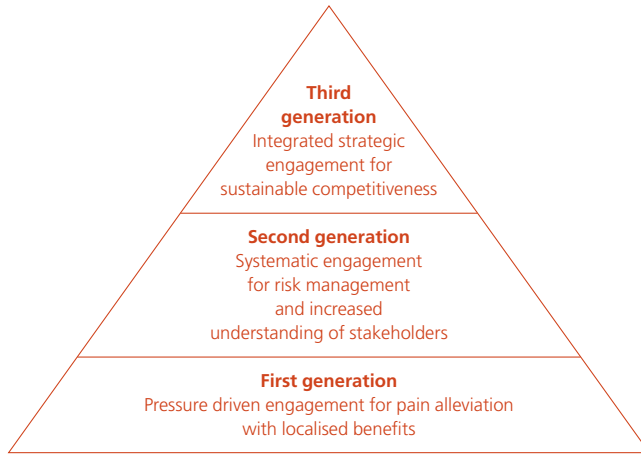 Third
generation
Integrated strategic
engagement for
sustainable competitiveness
Second generation
Systematic engagement
for risk management
and increased
understanding of stakeholders
First generation
Pressure driven engagement for pain alleviation
with localised benefits